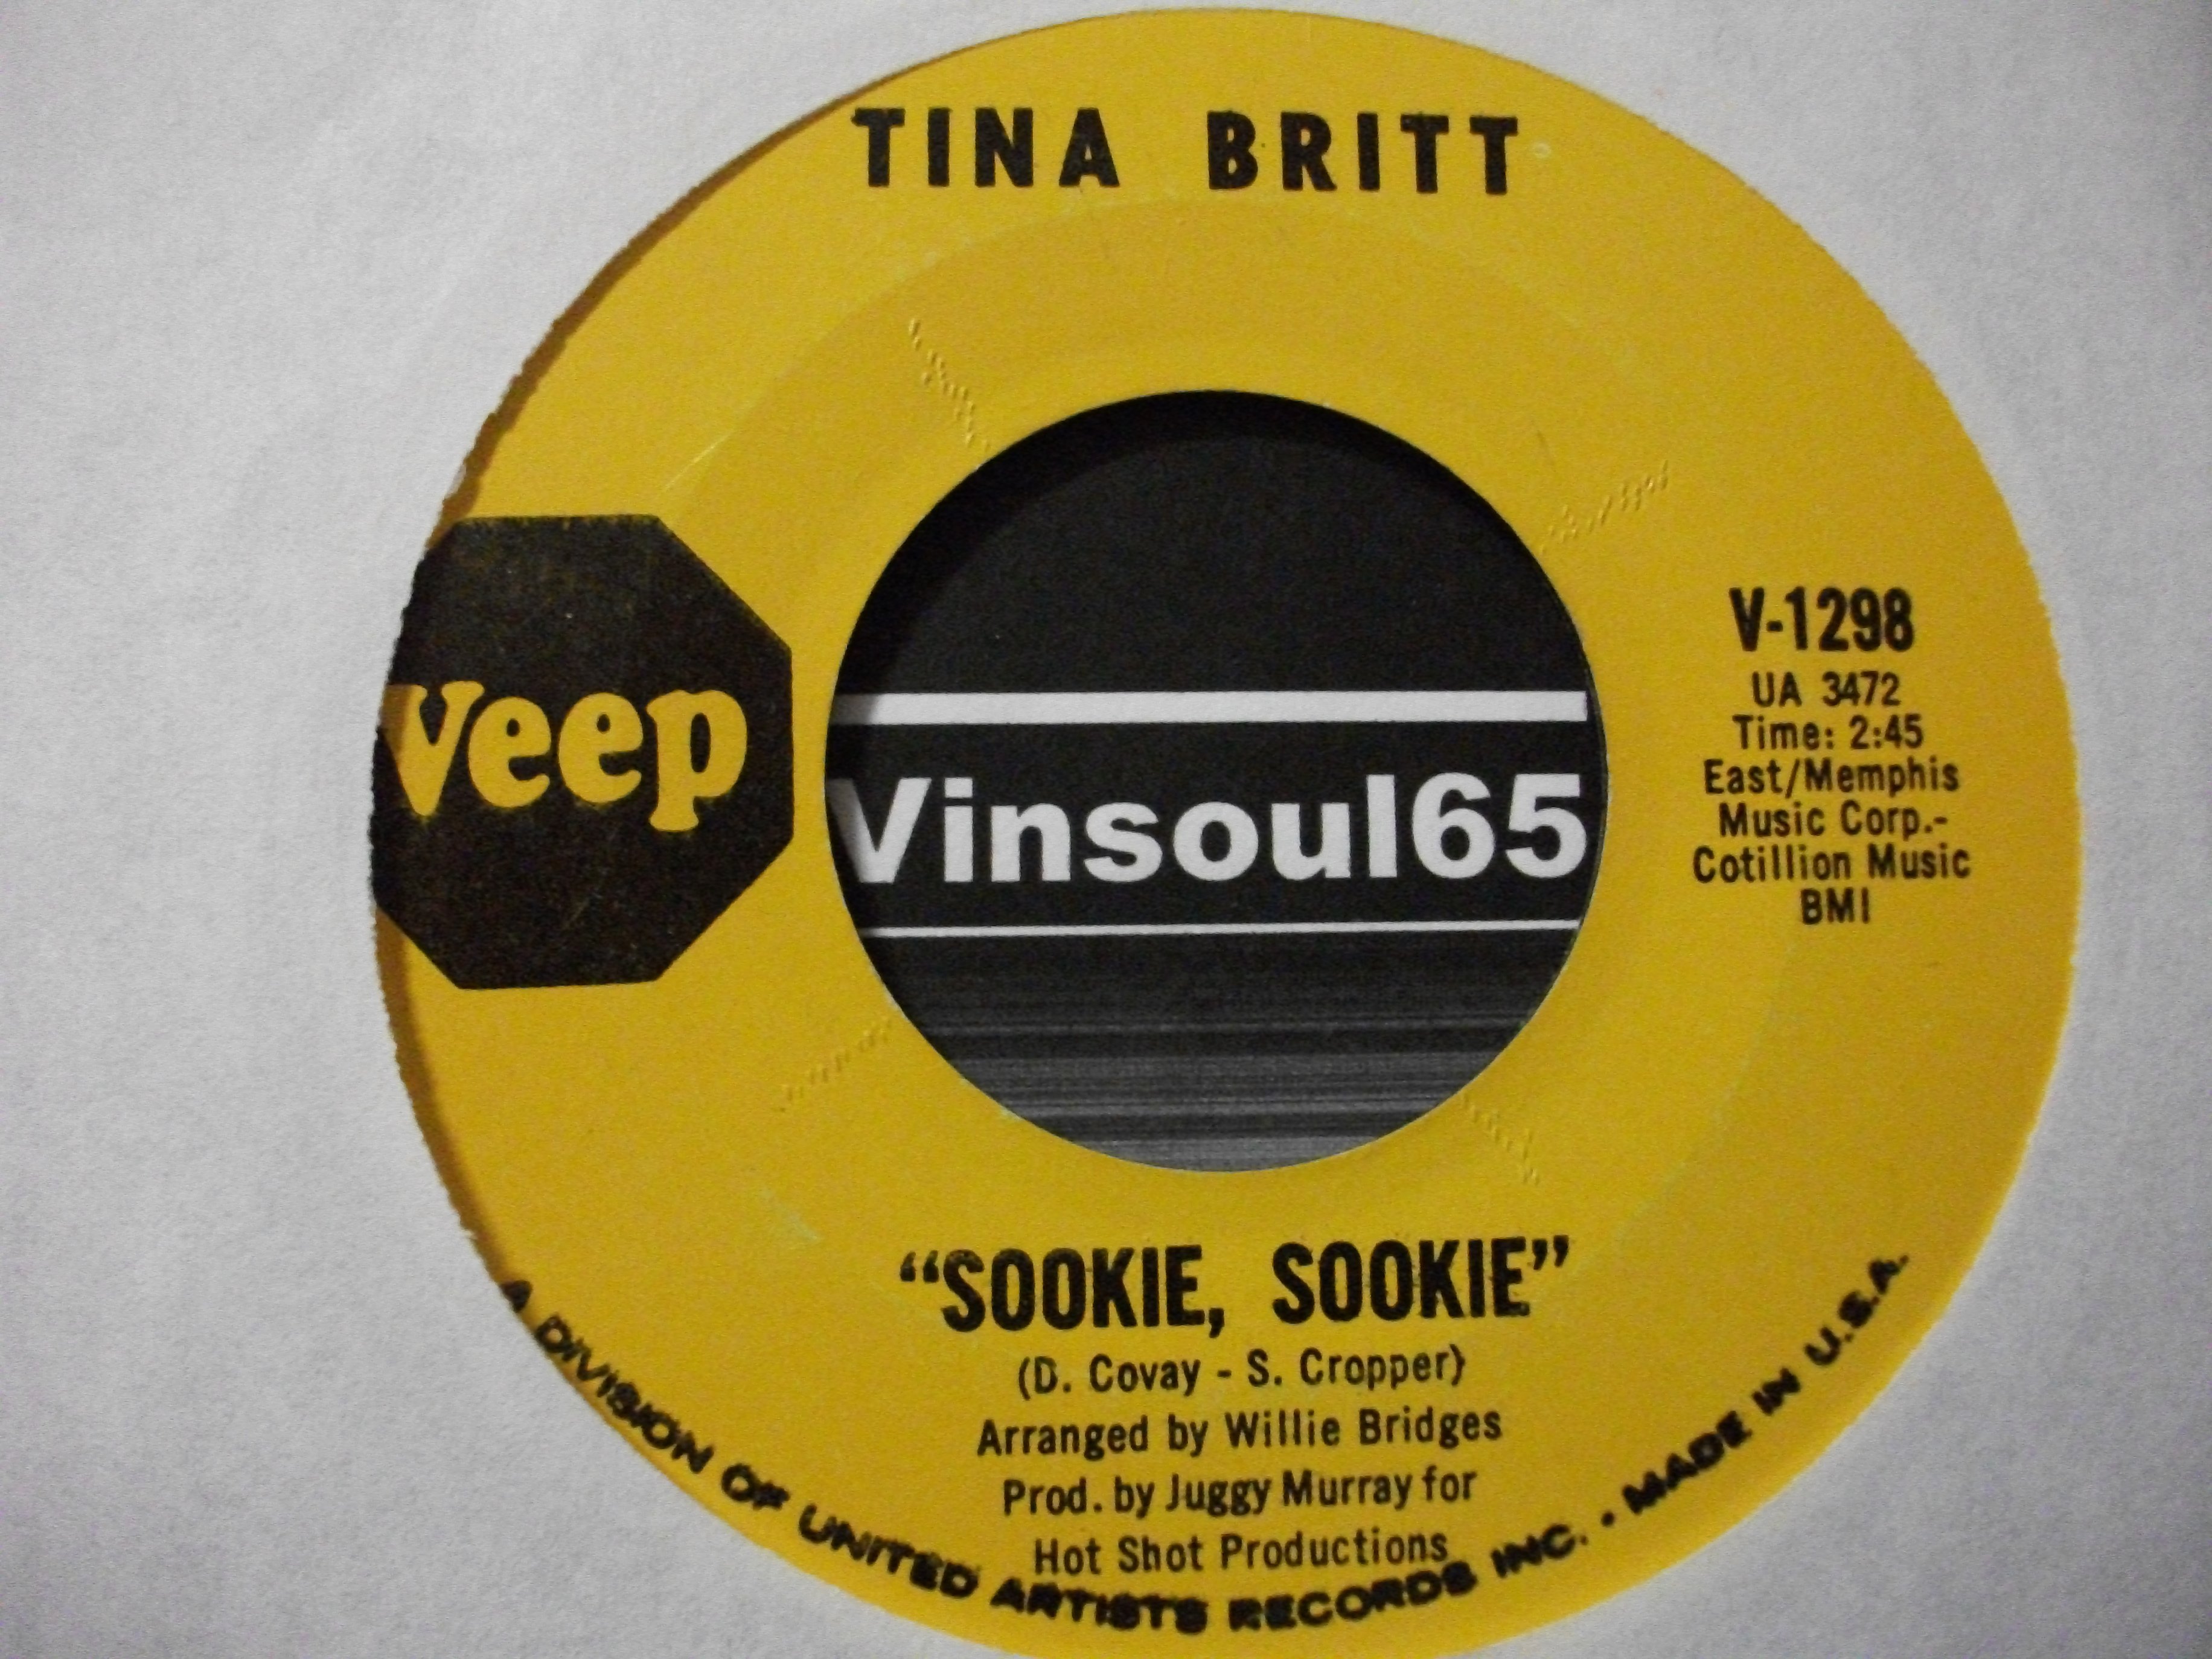 TINA BRITT
veep
V-1298
UA 3472
Time: 2:45
East/Memphis
Music Corp.-
Cotillion Music
BMI
Vinsoul65
“SOOKIE, SOOKIE”
(D. Covay - S. Cropper)
Arranged by Willie Bridges
Prod. by Juggy Murray for
Hot Shot Productions
A DIVISION OF UNITED ARTISTS RECORDS INC. • MADE IN U.S.A.